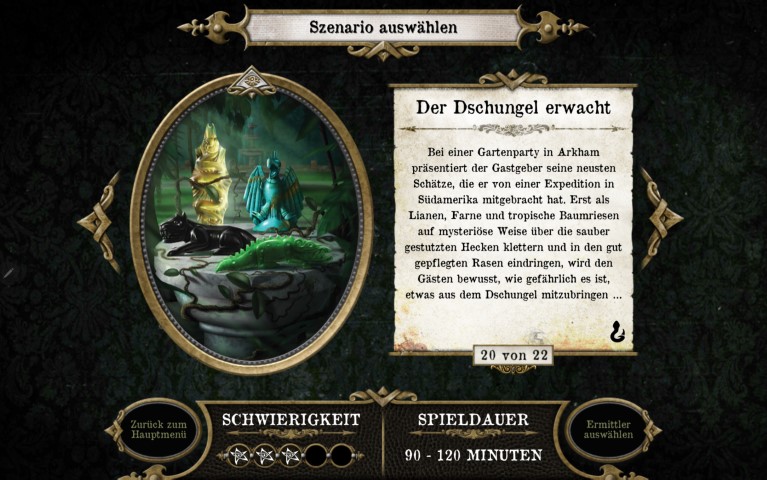 Szenario auswählen
Der Dschungel erwacht
Bei einer Gartenparty in Arkham
präsentiert der Gastgeber seine neusten
Schätze, die er von einer Expedition in
Südamerika mitgebracht hat. Erst als
Lianen, Farne und tropische Baumriesen
auf mysteriöse Weise über die sauber
gestutzten Hecken klettern und in den gut
gepflegten Rasen eindringen, wird den
Gästen bewusst, wie gefährlich es ist,
etwas aus dem Dschungel mitzubringen ...
20 von 22
Zurück zum
Hauptmenü
SCHWIERIGKEIT
SPIELDAUER
90 - 120 MINUTEN
Ermittler
auswählen